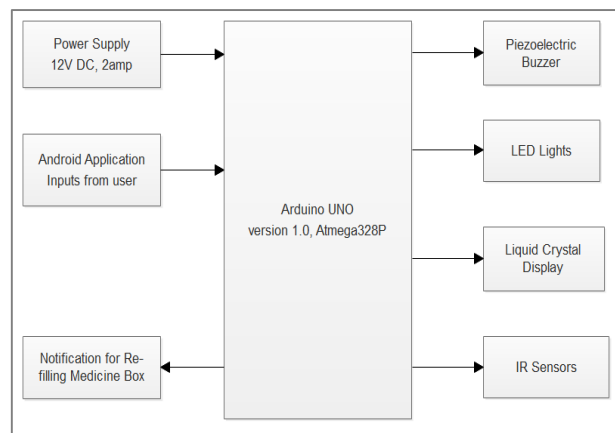 Power Supply
12V DC, 2amp
Android Application
Inputs from user
Notification for Re-
filling Medicine Box
Arduino UNO
version 1.0, Atmega328P
Piezoelectric
Buzzer
LED Lights
Liquid Crystal
Display
IR Sensors